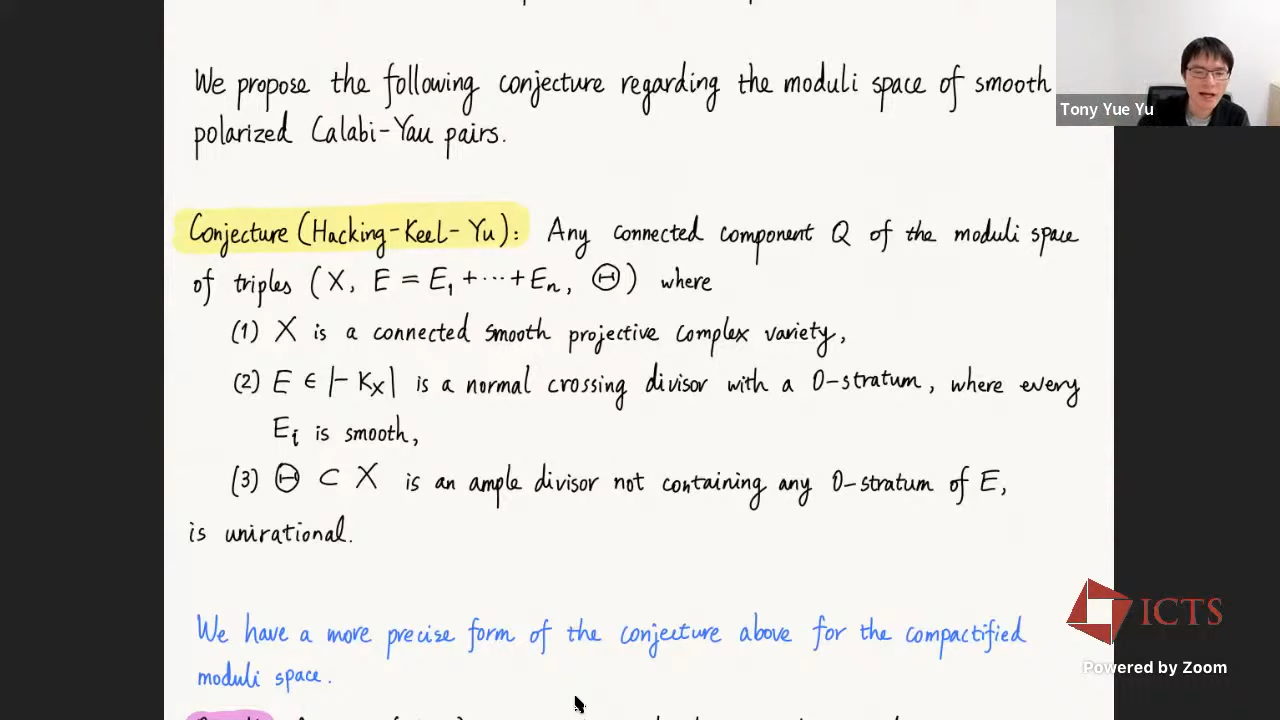 We propose the following conjecture regarding the moduli space of smooth
polarized Calabi-Yau pairs.
Tony Yue Yu
Conjecture (Hacking-Keel-Yu): Any connected component Q of the moduli space
of triples (X, E = E₁ + ⋯ + Eₙ, Θ) where
(1) X is a connected smooth projective complex variety,
(2) E ∈ |-K_X| is a normal crossing divisor with a 0-stratum, where every
Eᵢ is smooth,
(3) Θ ⊂ X is an ample divisor not containing any 0-stratum of E,
is unirational.
We have a more precise form of the conjecture above for the compactified
moduli space.
ICTS
Powered by Zoom